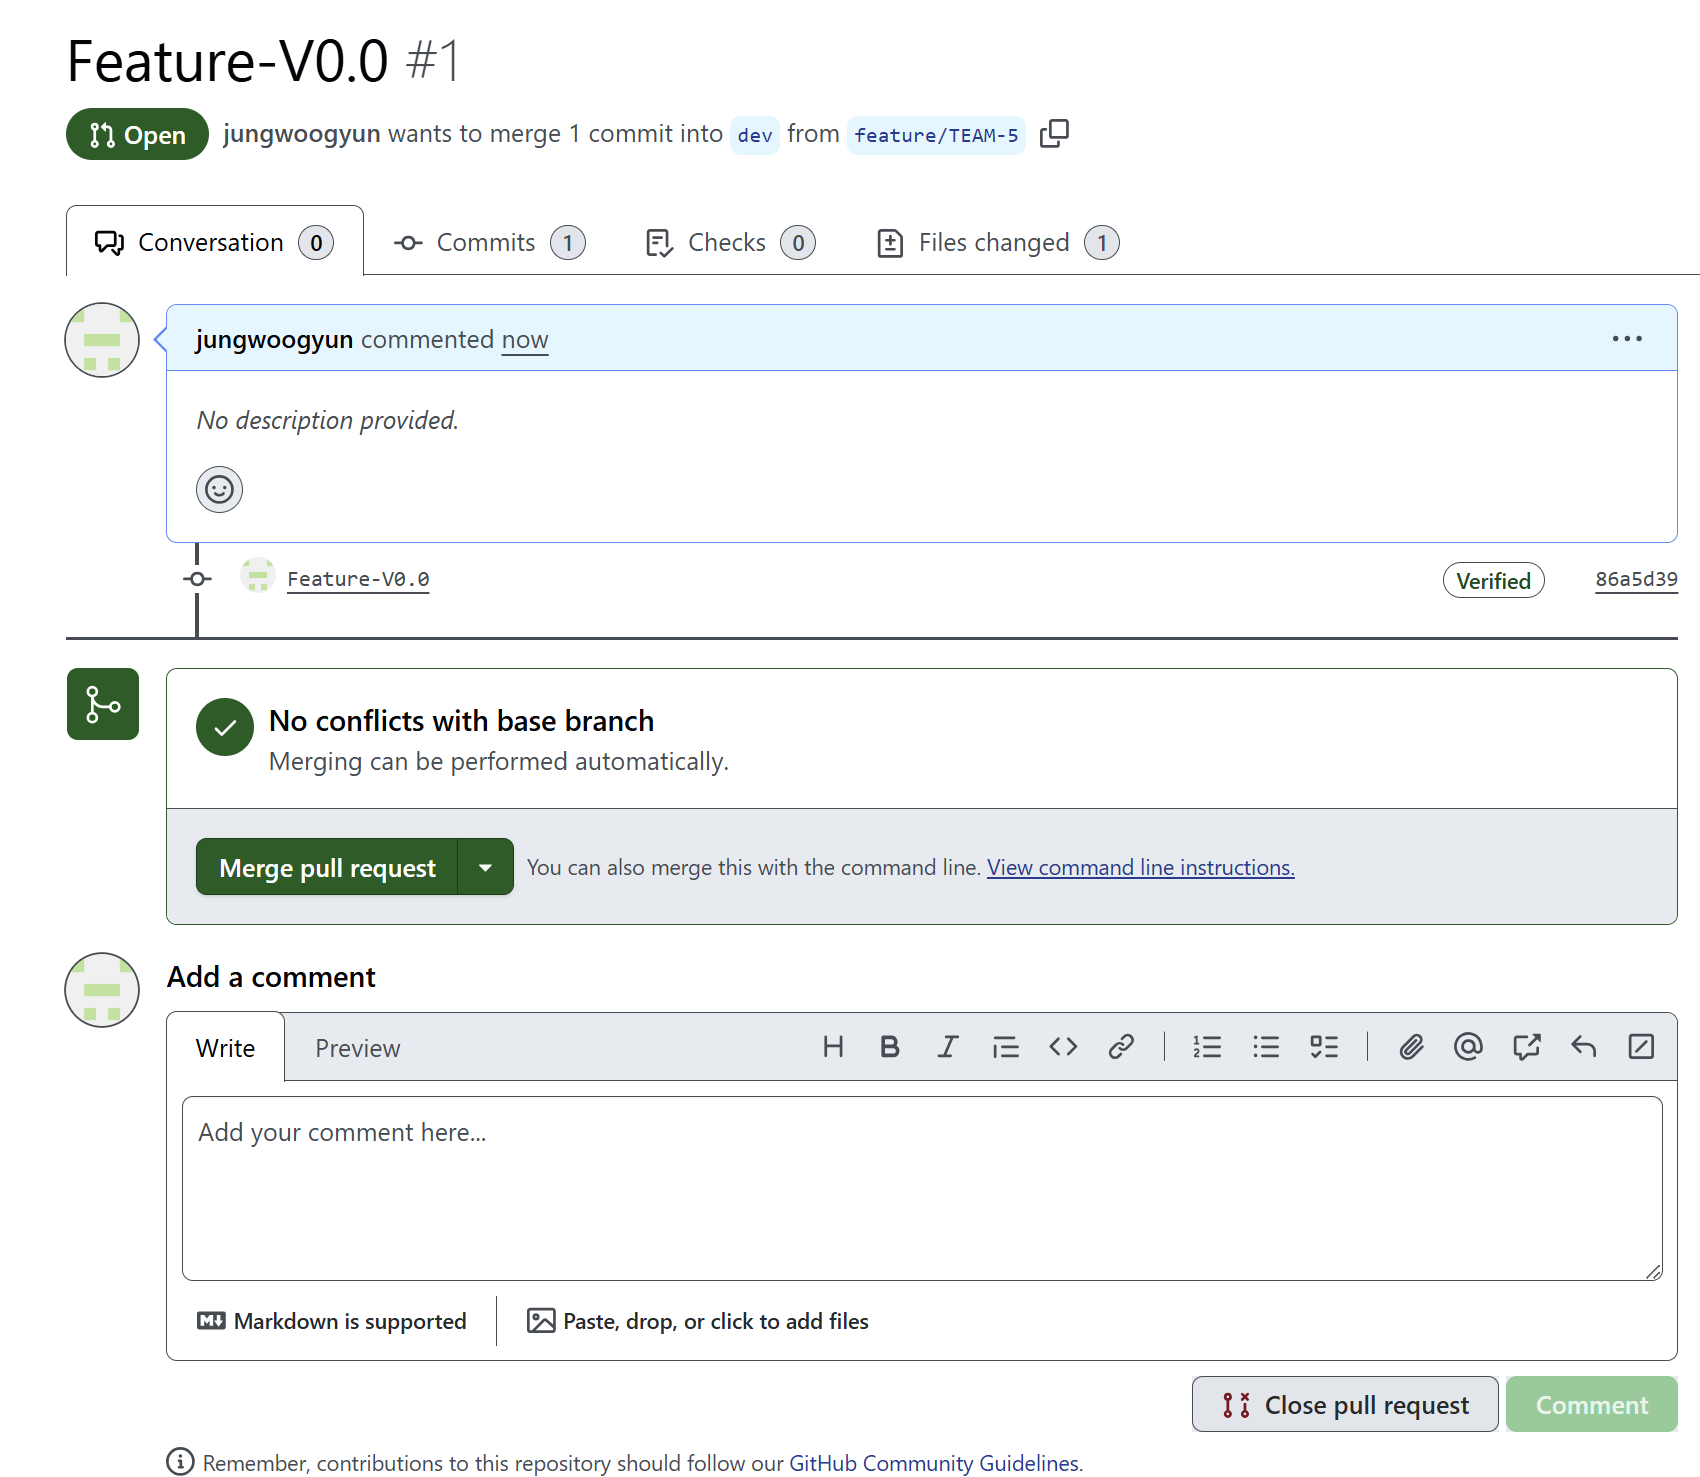 Feature-V0.0 #1
Open jungwoogyun wants to merge 1 commit into dev from feature/TEAM-5
Conversation 0 Commits 1 Checks 0 Files changed 1
jungwoogyun commented now
No description provided.
Feature-V0.0 Verified 86a5d39
No conflicts with base branch
Merging can be performed automatically.
Merge pull request You can also merge this with the command line. View command line instructions.
Add a comment
Write Preview
Add your comment here...
Markdown is supported Paste, drop, or click to add files
Close pull request Comment
Remember, contributions to this repository should follow our GitHub Community Guidelines.